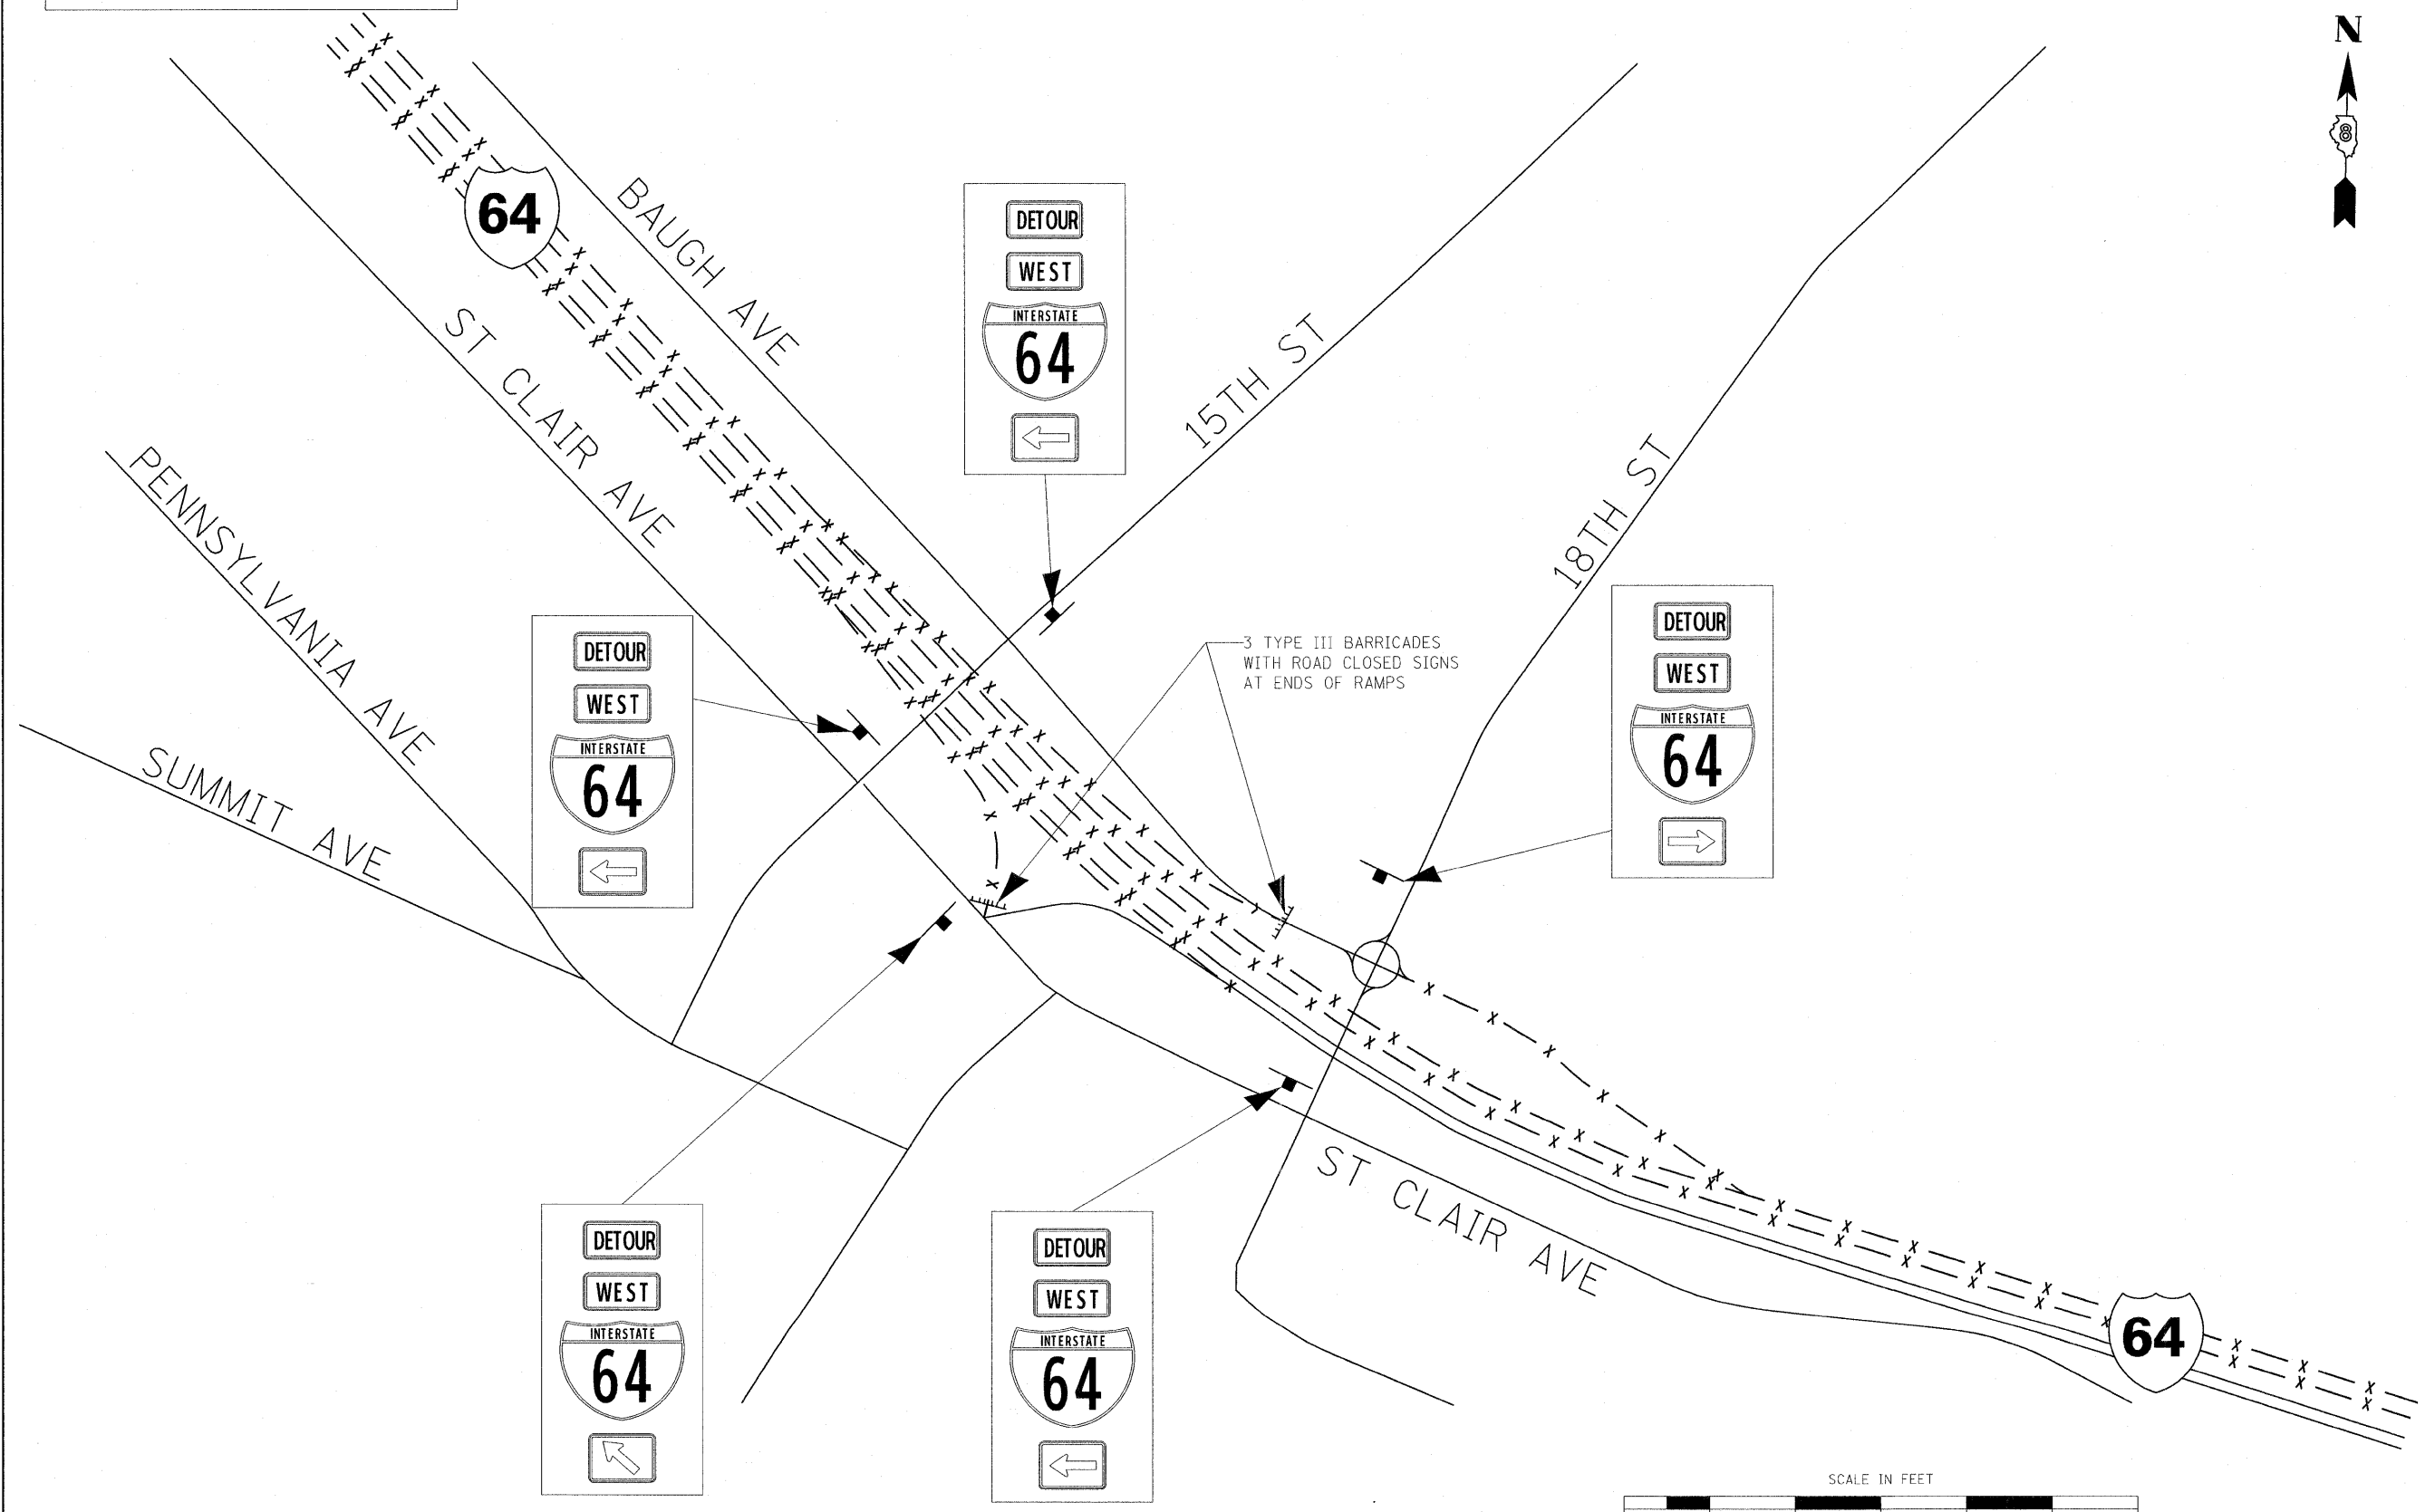 N
8
64
BAUGH AVE
ST CLAIR AVE
DETOUR
WEST
INTERSTATE
64
15TH ST
18TH ST
PENNSYLVANIA AVE
SUMMIT AVE
DETOUR
WEST
INTERSTATE
64
3 TYPE III BARRICADES
WITH ROAD CLOSED SIGNS
AT ENDS OF RAMPS
DETOUR
WEST
INTERSTATE
64
ST CLAIR AVE
DETOUR
WEST
INTERSTATE
64
DETOUR
WEST
INTERSTATE
64
64
SCALE IN FEET